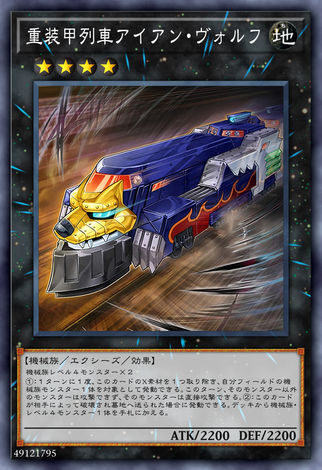 重装甲列車アイアン・ヴォルフ
地
ち
【機械族/エクシーズ/効果】
機械族レベル4モンスター×2
①:1ターンに1度、このカードのX素材を1つ取り除き、自分フィールドの機
械族モンスター1体を対象として発動できる。このターン、そのモンスター以外
のモンスターは攻撃できず、そのモンスターは直接攻撃できる。②:このカード
が相手によって破壊され墓地へ送られた場合に発動できる。デッキから機械族・
レベル4モンスター1体を手札に加える。
ATK/2200 DEF/2200
49121795